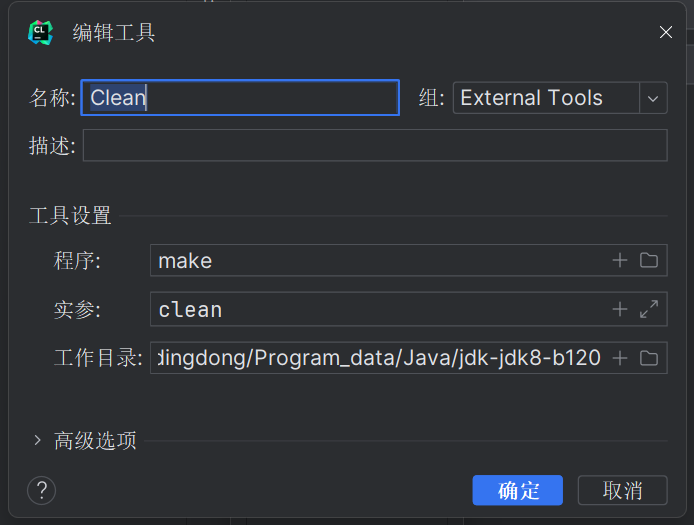 CL
编辑工具
名称: Clean 组: External Tools
描述:
工具设置
程序: make
实参: clean
工作目录: dingdong/Program_data/Java/jdk-jdk8-b120
高级选项
? 确定 取消